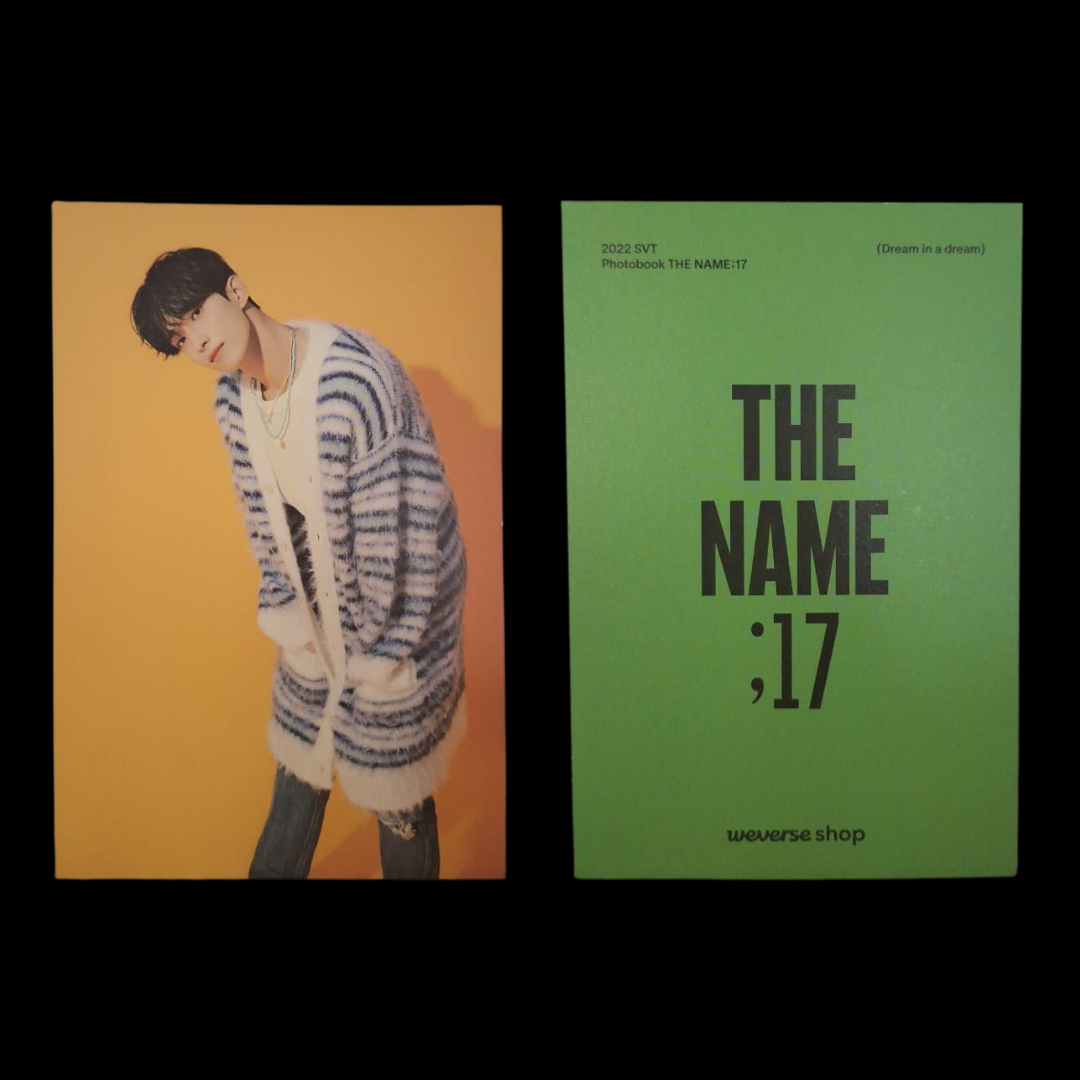 2022 SVT
Photobook THE NAME;17
(Dream in a dream)
THE
NAME
;17
weverse shop